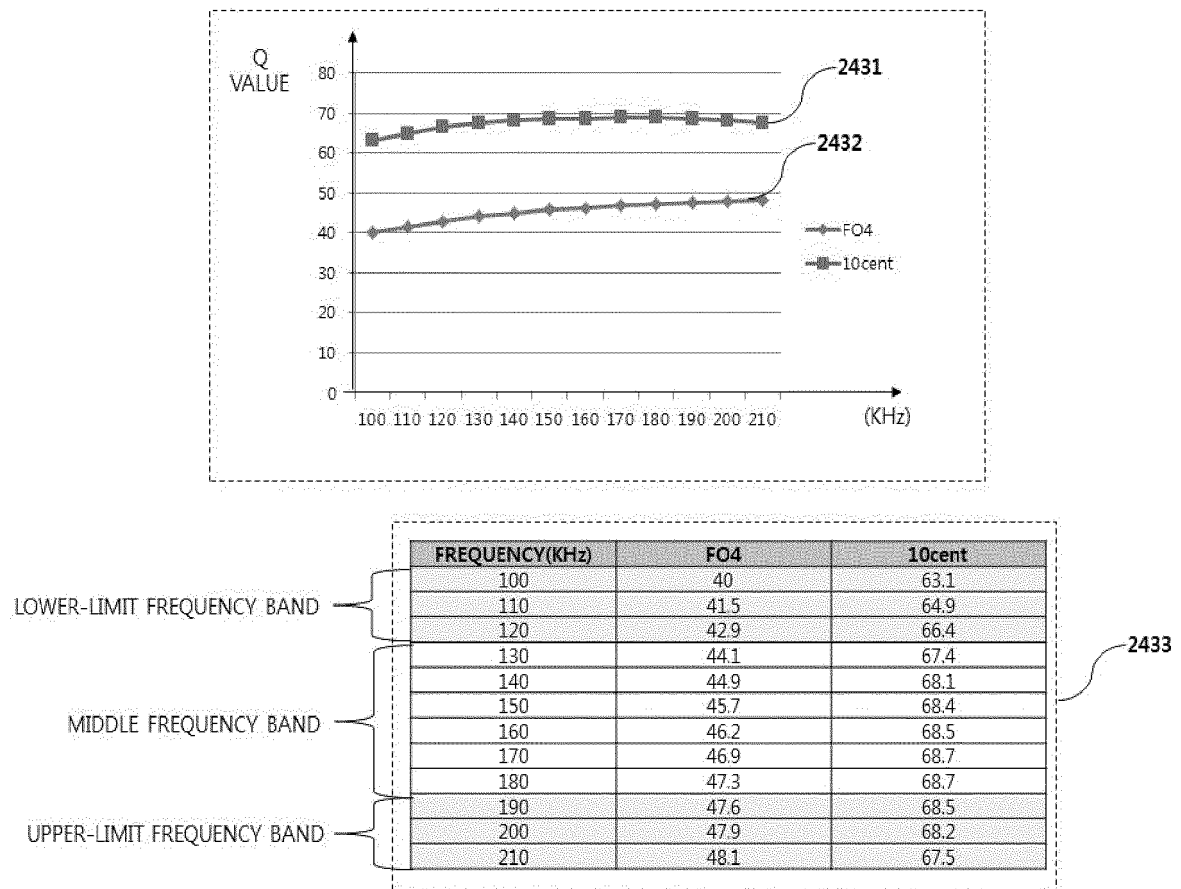 Q
VALUE
80
70
60
50
40
30
20
10
0
100 110 120 130 140 150 160 170 180 190 200 210
(KHz)
2431
2432
FO4
10cent
FREQUENCY(KHz) FO4 10cent
100 40 63.1
110 41.5 64.9
120 42.9 66.4
130 44.1 67.4
140 44.9 68.1
150 45.7 68.4
160 46.2 68.5
170 46.9 68.7
180 47.3 68.7
190 47.6 68.5
200 47.9 68.2
210 48.1 67.5
LOWER-LIMIT FREQUENCY BAND
MIDDLE FREQUENCY BAND
UPPER-LIMIT FREQUENCY BAND
2433